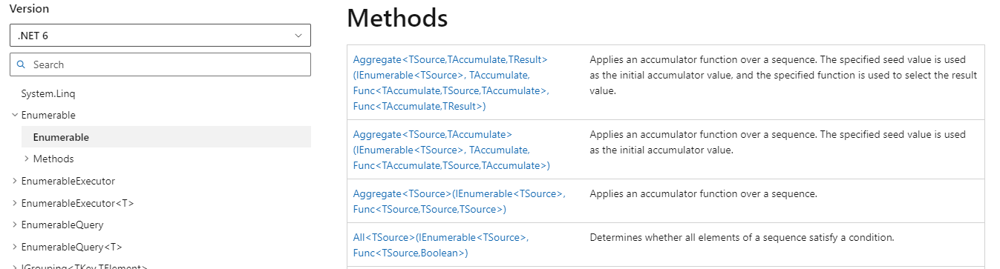 Version
.NET 6
Search
System.Linq
Enumerable
Enumerable
Methods
EnumerableExecutor
EnumerableExecutor<T>
EnumerableQuery
EnumerableQuery<T>
IGrouping<TKey,TElement>
Methods
Aggregate<TSource,TAccumulate,TResult>
(IEnumerable<TSource>, TAccumulate,
Func<TAccumulate,TSource,TAccumulate>,
Func<TAccumulate,TResult>)
Applies an accumulator function over a sequence. The specified seed value is used
as the initial accumulator value, and the specified function is used to select the result
value.
Aggregate<TSource,TAccumulate>
(IEnumerable<TSource>, TAccumulate,
Func<TAccumulate,TSource,TAccumulate>)
Applies an accumulator function over a sequence. The specified seed value is used
as the initial accumulator value.
Aggregate<TSource>(IEnumerable<TSource>,
Func<TSource,TSource,TSource>)
Applies an accumulator function over a sequence.
All<TSource>(IEnumerable<TSource>,
Func<TSource,Boolean>)
Determines whether all elements of a sequence satisfy a condition.